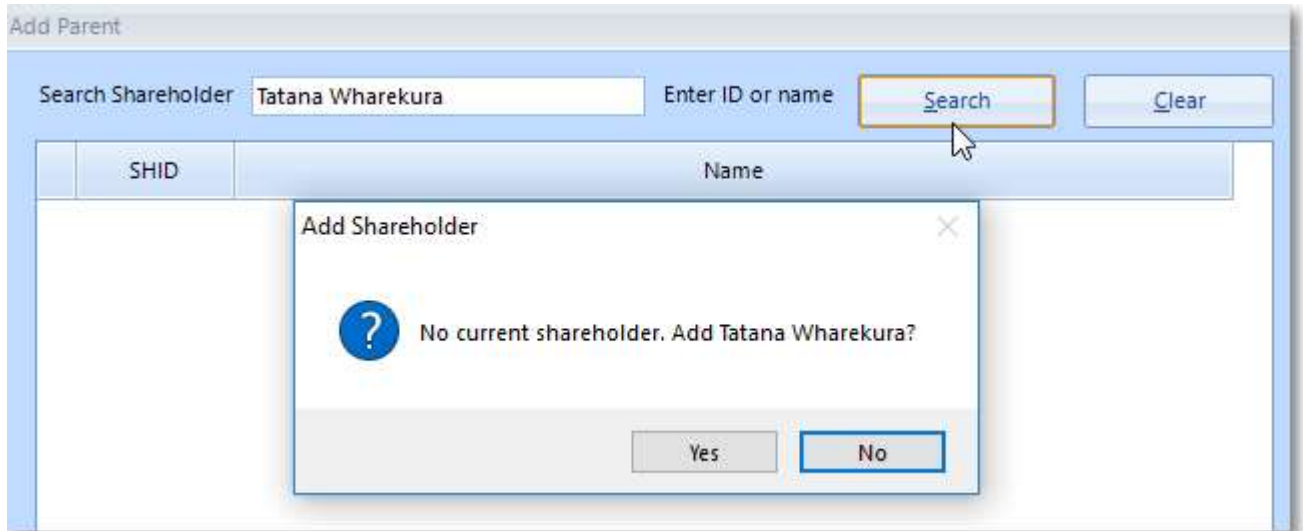 Add Parent
Search Shareholder Tatana Wharekura Enter ID or name Search Clear
SHID Name
Add Shareholder
No current shareholder. Add Tatana Wharekura?
Yes No